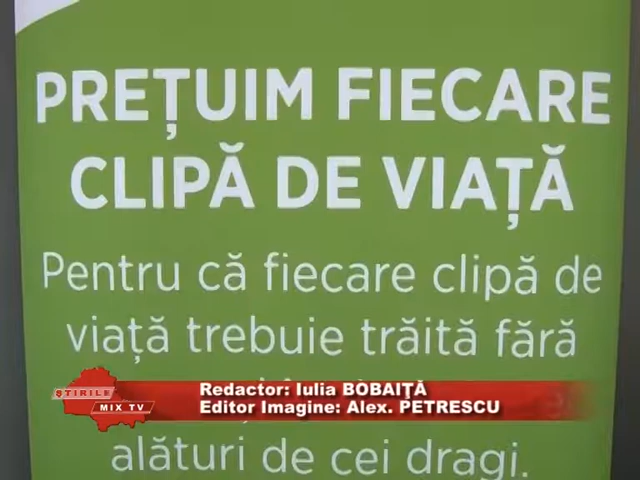 PREȚUIM FIECARE
CLIPĂ DE VIAȚĂ
Pentru că fiecare clipă de
viață trebuie trăită fără
ȘTIRILE
MIX TV
Redactor: Iulia BOBAIȚĂ
Editor Imagine: Alex. PETRESCU
alături de cei dragi.